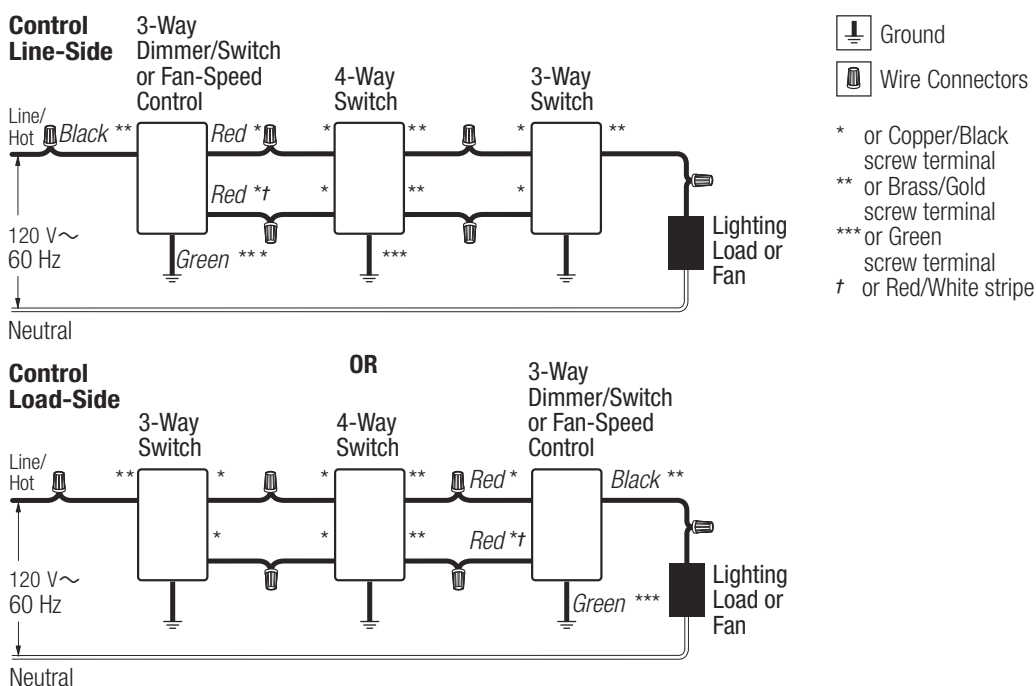 Control
Line-Side
3-Way
Dimmer/Switch
or Fan-Speed
Control
4-Way
Switch
3-Way
Switch
Line/
Hot
Black **
Red *
*
**
*
**
Red *†
*
**
*
120 V~
60 Hz
Green ** *
***
Lighting
Load or
Fan
Neutral
OR
Control
Load-Side
3-Way
Switch
4-Way
Switch
3-Way
Dimmer/Switch
or Fan-Speed
Control
Line/
Hot
**
*
*
**
Red *
Black **
*
*
**
Red *†
120 V~
60 Hz
Green ***
Lighting
Load or
Fan
Neutral
Ground
Wire Connectors
* or Copper/Black
screw terminal
** or Brass/Gold
screw terminal
*** or Green
screw terminal
† or Red/White stripe